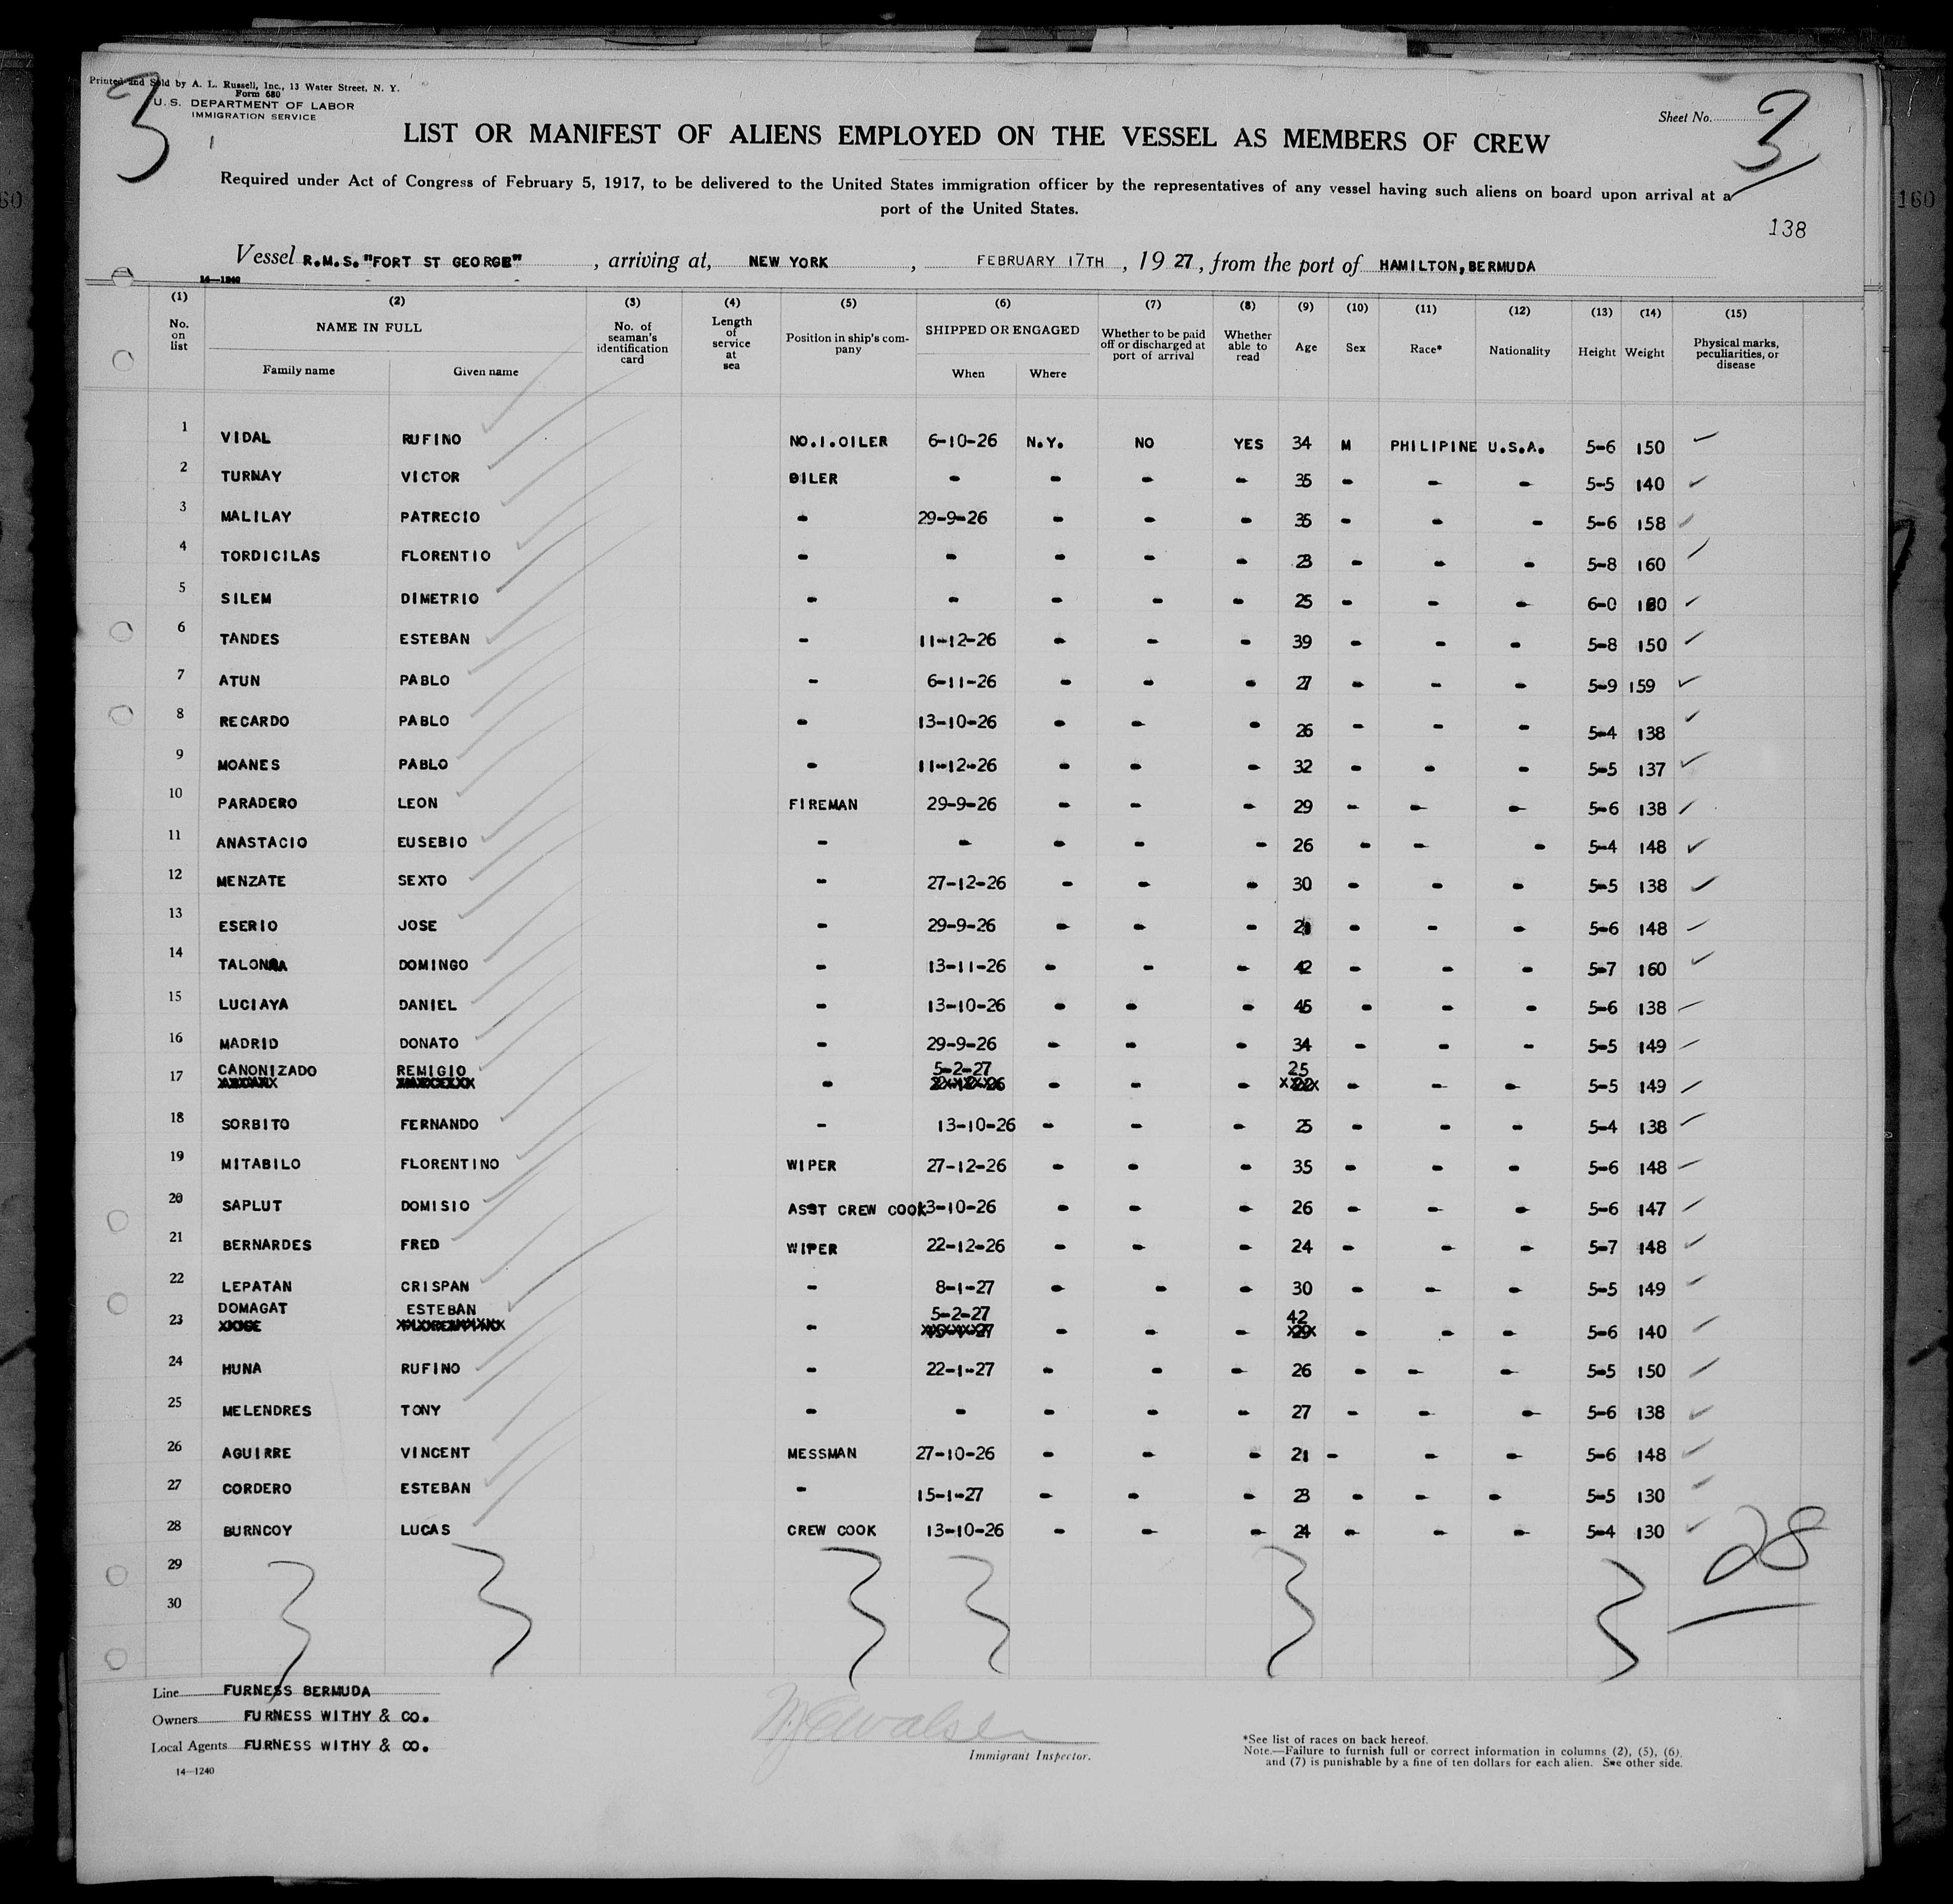 Printed and Sold by A. L. Russell, Inc., 13 Water Street, N. Y.
Form 680
U. S. DEPARTMENT OF LABOR
IMMIGRATION SERVICE
3
Sheet No. 3
LIST OR MANIFEST OF ALIENS EMPLOYED ON THE VESSEL AS MEMBERS OF CREW
Required under Act of Congress of February 5, 1917, to be delivered to the United States immigration officer by the representatives of any vessel having such aliens on board upon arrival at a
port of the United States.
138
160
Vessel R.M.S. "FORT ST GEORGE", arriving at, NEW YORK, FEBRUARY 17TH, 19 27, from the port of HAMILTON, BERMUDA
14—1240
(1) (2) (3) (4) (5) (6) (7) (8) (9) (10) (11) (12) (13) (14) (15)
No. on list NAME IN FULL Family name Given name No. of seaman's identification card Length of service at sea Position in ship's company SHIPPED OR ENGAGED When Where Whether to be paid off or discharged at port of arrival Whether able to read Age Sex Race* Nationality Height Weight Physical marks, peculiarities, or disease
1 VIDAL RUFINO NO.1.OILER 6-10-26 N.Y. NO YES 34 M PHILIPINE U.S.A. 5-6 150
2 TURNAY VICTOR OILER - - - - 35 - - - 5-5 140
3 MALILAY PATRECIO - 29-9-26 - - - 35 - - - 5-6 158
4 TORDICILAS FLORENTIO - - - - - 23 - - - 5-8 160
5 SILEM DIMETRIO - - - - - 25 - - - 6-0 180
6 TANDES ESTEBAN - 11-12-26 - - - 39 - - - 5-8 150
7 ATUN PABLO - 6-11-26 - - - 27 - - - 5-9 159
8 RECARDO PABLO - 13-10-26 - - - 26 - - - 5-4 138
9 MOANES PABLO - 11-12-26 - - - 32 - - - 5-5 137
10 PARADERO LEON FIREMAN 29-9-26 - - - 29 - - - 5-6 138
11 ANASTACIO EUSEBIO - - - - - 26 - - - 5-4 148
12 MENZATE SEXTO - 27-12-26 - - - 30 - - - 5-5 138
13 ESERIO JOSE - 29-9-26 - - - - - - 5-6 148
14 TALONNA DOMINGO - 13-11-26 - - - 42 - - - 5-7 160
15 LUCIAYA DANIEL - 13-10-26 - - - 45 - - - 5-6 138
16 MADRID DONATO - 29-9-26 - - - 34 - - - 5-5 149
17 CANONIZADO REMIGIO - 5-2-27 - - - 25 - - - 5-5 149
18 SORBITO FERNANDO - 13-10-26 - - - 25 - - - 5-4 138
19 MITABILO FLORENTINO WIPER 27-12-26 - - - 35 - - - 5-6 148
20 SAPLUT DOMISIO ASST CREW COOK 13-10-26 - - - 26 - - - 5-6 147
21 BERNARDES FRED WIPER 22-12-26 - - - 24 - - - 5-7 148
22 LEPATAN CRISPAN - 8-1-27 - - - 30 - - - 5-5 149
23 DOMAGAT ESTEBAN - 5-2-27 - - - 42 - - - 5-6 140
24 HUNA RUFINO - 22-1-27 - - - 26 - - - 5-5 150
25 MELENDRES TONY - - - - - 27 - - - 5-6 138
26 AGUIRRE VINCENT MESSMAN 27-10-26 - - - 21 - - - 5-6 148
27 CORDERO ESTEBAN - 15-1-27 - - - 23 - - - 5-5 130
28 BURNCOY LUCAS CREW COOK 13-10-26 - - - 24 - - - 5-4 130
28
29
30
Line FURNESS BERMUDA
Owners FURNESS WITHY & CO.
Local Agents FURNESS WITHY & CO.
14—1240
Immigrant Inspector.
*See list of races on back hereof.
Note.—Failure to furnish full or correct information in columns (2), (5), (6),
and (7) is punishable by a fine of ten dollars for each alien. See other side.